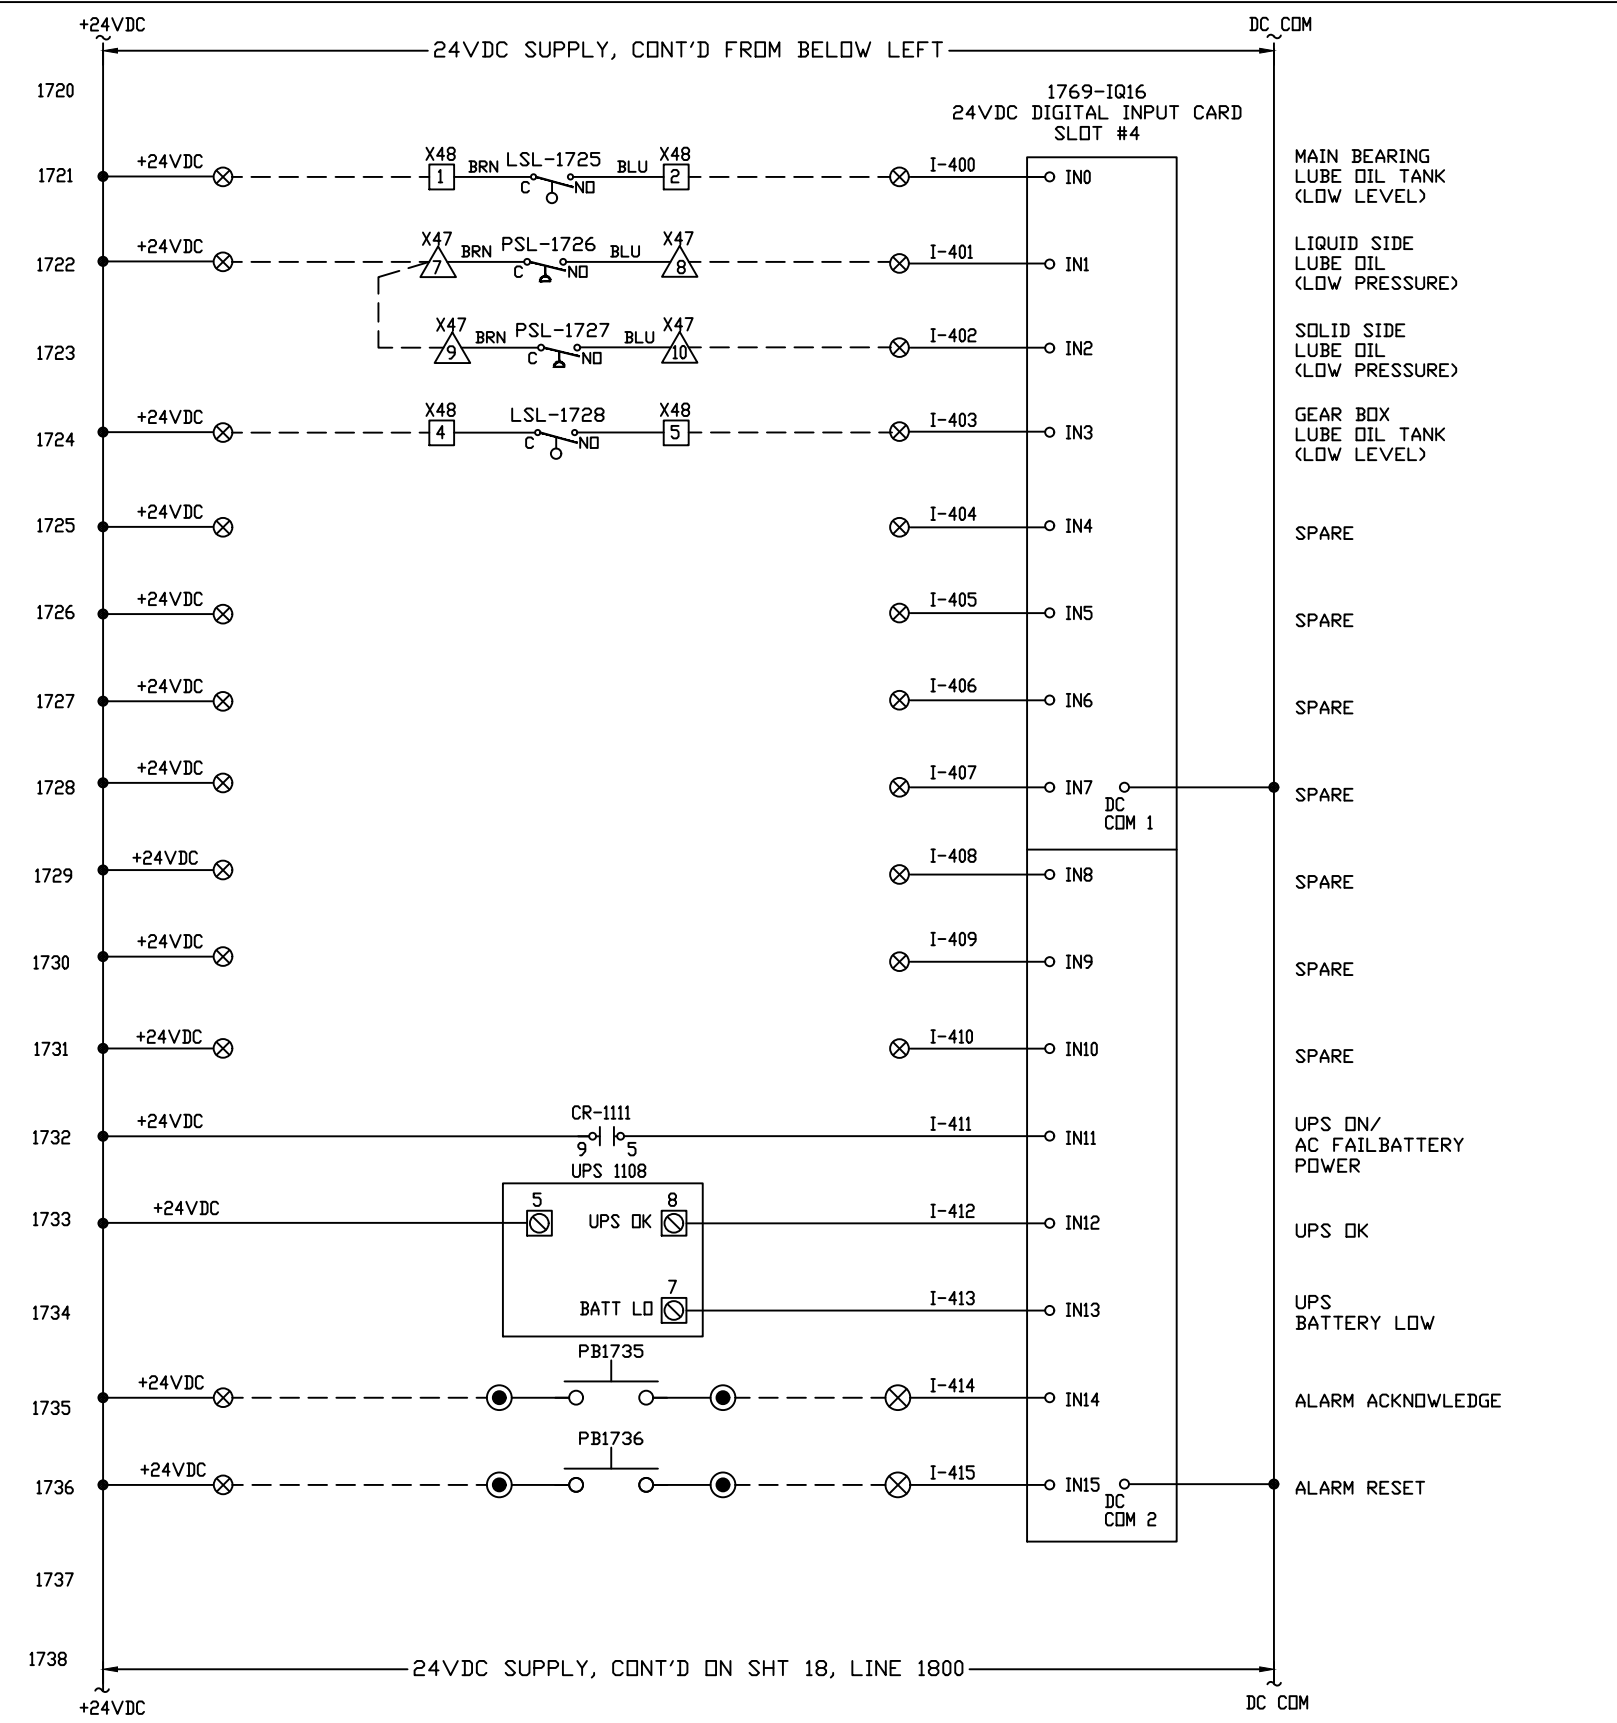 +24VDC DC COM
24VDC SUPPLY, CONT'D FROM BELOW LEFT
1720
1769-IQ16
24VDC DIGITAL INPUT CARD
SLOT #4
1721 +24VDC X48 1 BRN LSL-1725 C NO BLU X48 2 I-400 IN0
MAIN BEARING
LUBE OIL TANK
(LOW LEVEL)
1722 +24VDC X47 7 BRN PSL-1726 C NO BLU X47 8 I-401 IN1
LIQUID SIDE
LUBE OIL
(LOW PRESSURE)
1723 X47 9 BRN PSL-1727 C NO BLU X47 10 I-402 IN2
SOLID SIDE
LUBE OIL
(LOW PRESSURE)
1724 +24VDC X48 4 LSL-1728 C NO X48 5 I-403 IN3
GEAR BOX
LUBE OIL TANK
(LOW LEVEL)
1725 +24VDC I-404 IN4 SPARE
1726 +24VDC I-405 IN5 SPARE
1727 +24VDC I-406 IN6 SPARE
1728 +24VDC I-407 IN7 SPARE
DC
COM 1
1729 +24VDC I-408 IN8 SPARE
1730 +24VDC I-409 IN9 SPARE
1731 +24VDC I-410 IN10 SPARE
1732 +24VDC CR-1111 9 5 I-411 IN11
UPS ON/
AC FAILBATTERY
POWER
UPS 1108
1733 +24VDC 5 UPS OK 8 I-412 IN12 UPS OK
1734 BATT LO 7 I-413 IN13
UPS
BATTERY LOW
PB1735
1735 +24VDC I-414 IN14 ALARM ACKNOWLEDGE
PB1736
1736 +24VDC I-415 IN15 ALARM RESET
DC
COM 2
1737
1738
24VDC SUPPLY, CONT'D ON SHT 18, LINE 1800
+24VDC DC COM